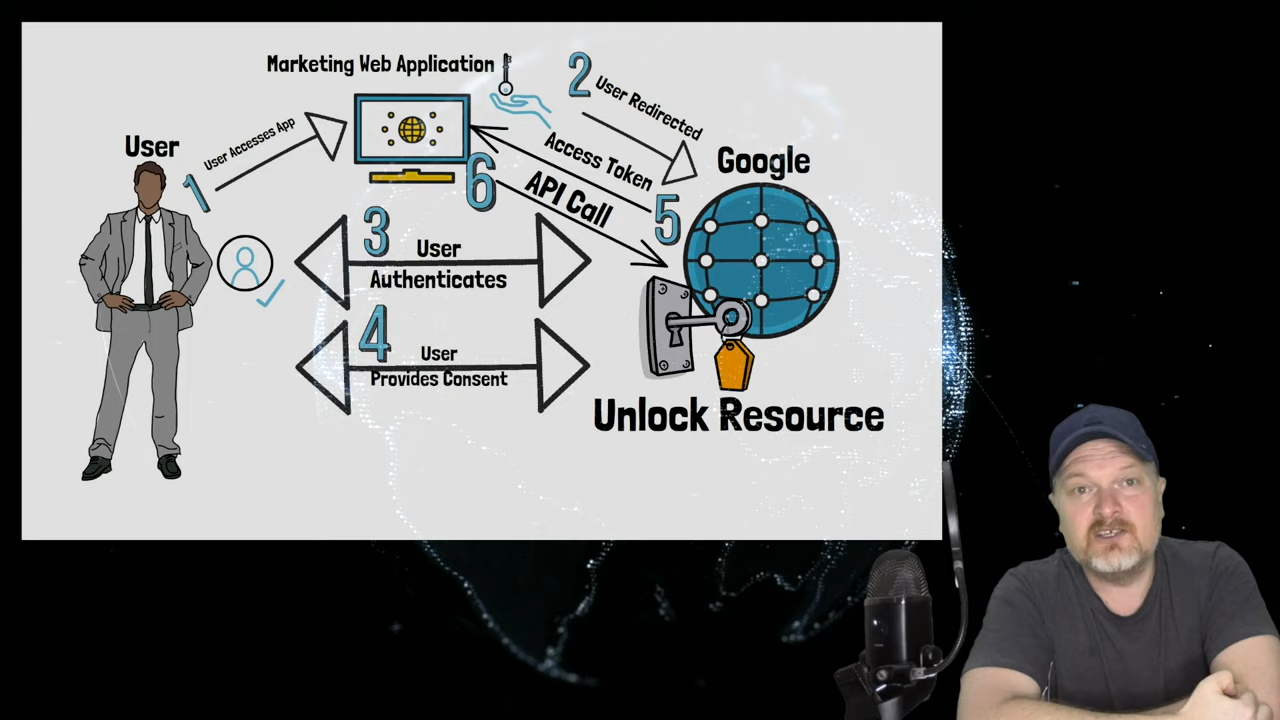 Marketing Web Application
2
User Redirected
User
1
User Accesses App
Access Token
Google
6
API Call
5
3
User
Authenticates
4
User
Provides Consent
Unlock Resource